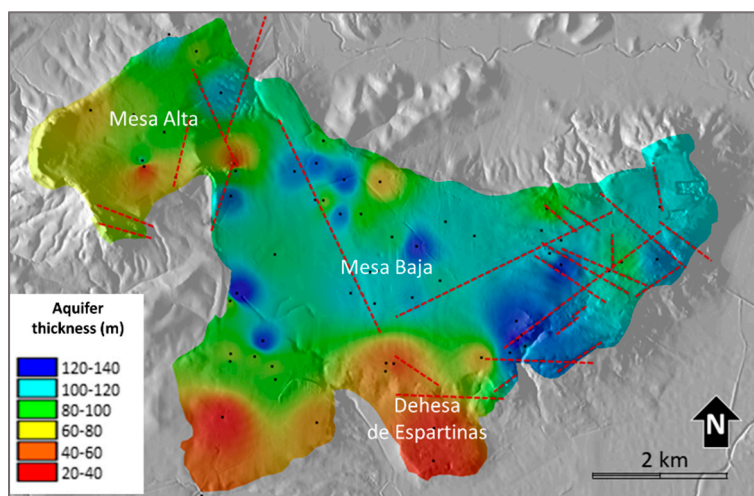 Mesa Alta
Mesa Baja
Dehesa
de Espartinas
Aquifer
thickness (m)
120-140
100-120
80-100
60-80
40-60
20-40
N
2 km